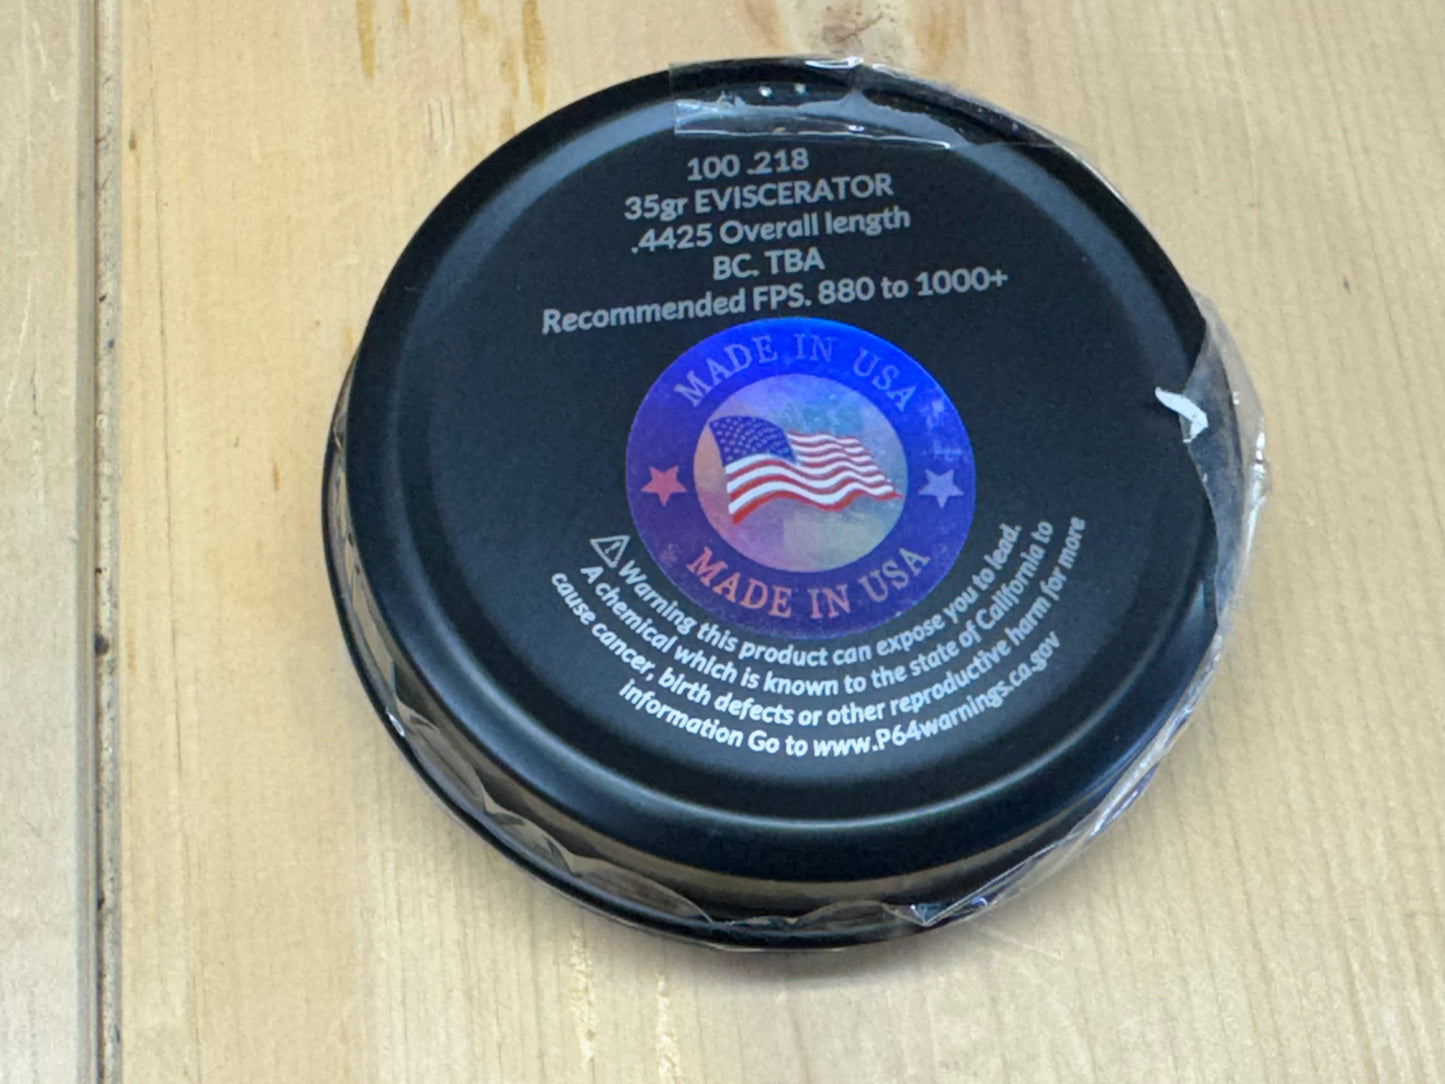 100 .218
35gr EVISCERATOR
.4425 Overall length
BC. TBA
Recommended FPS. 880 to 1000+
MADE IN USA
MADE IN USA
⚠Warning this product can expose you to lead.
A chemical which is known to the state of California to
cause cancer, birth defects or other reproductive harm for more
information Go to www.P64warnings.ca.gov